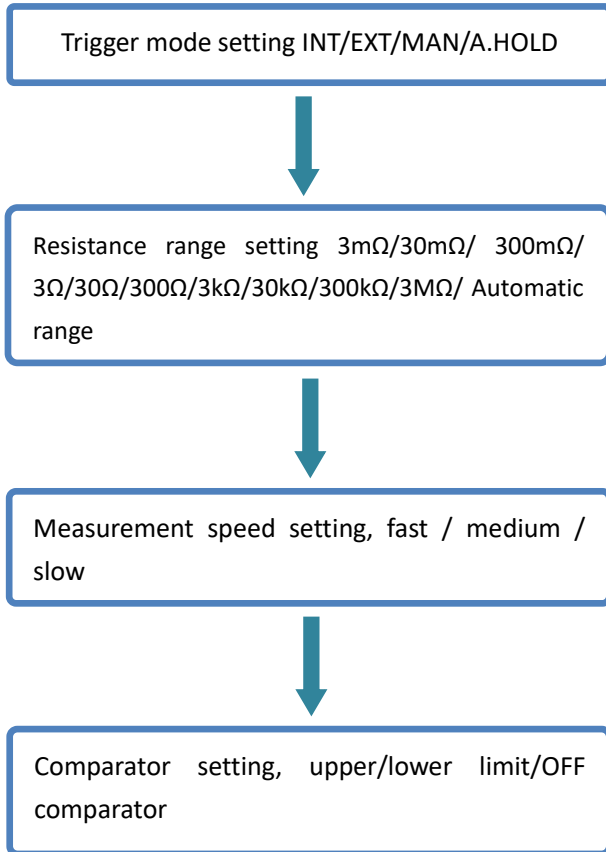 Trigger mode setting INT/EXT/MAN/A.HOLD
Resistance range setting 3mΩ/30mΩ/ 300mΩ/
3Ω/30Ω/300Ω/3kΩ/30kΩ/300kΩ/3MΩ/ Automatic
range
Measurement speed setting, fast / medium /
slow
Comparator setting, upper/lower limit/OFF
comparator